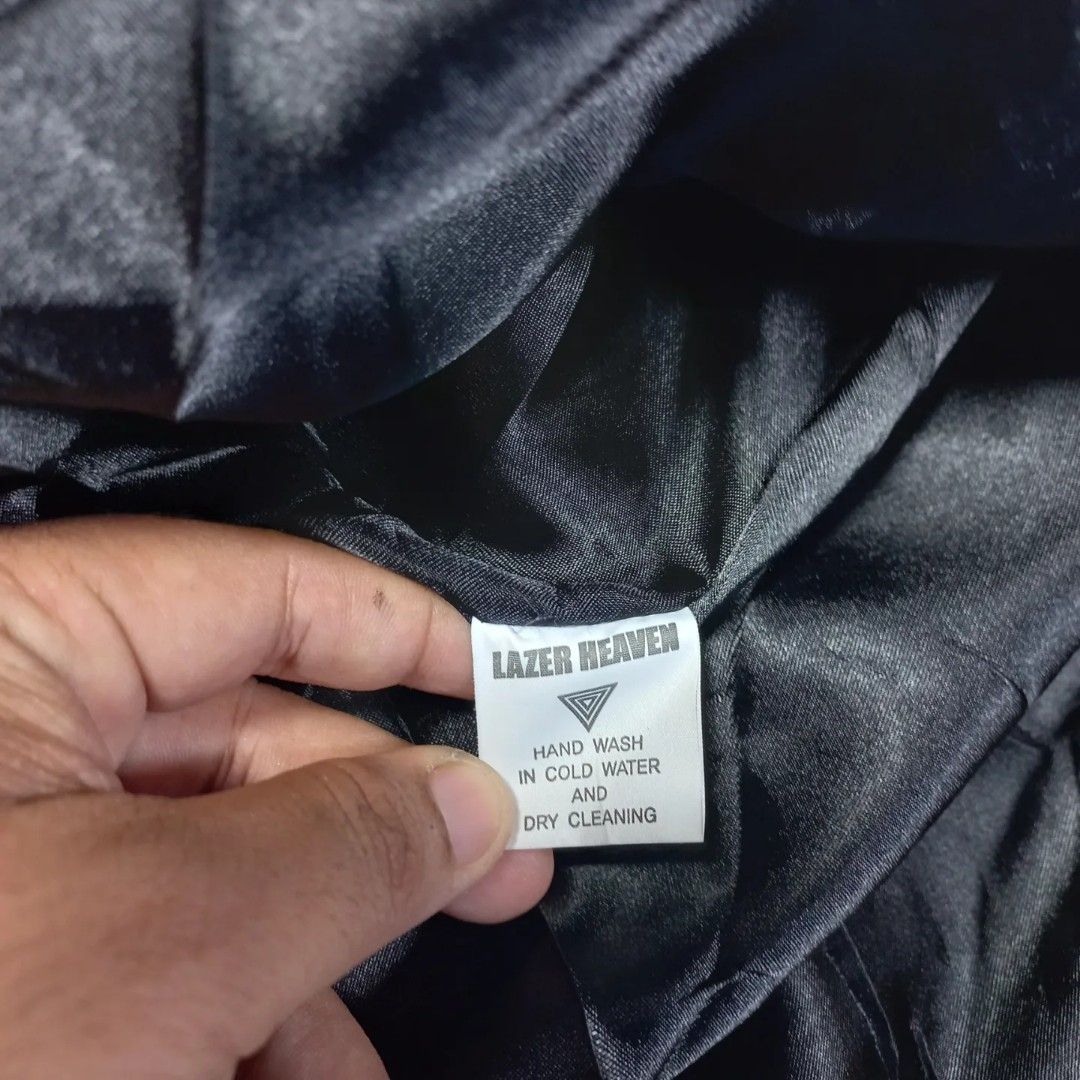 LAZER HEAVEN
HAND WASH
IN COLD WATER
AND
DRY CLEANING